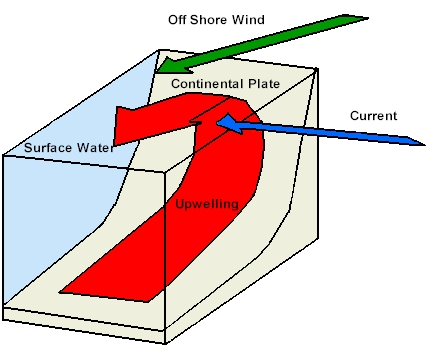 Off Shore Wind
Continental Plate
Current
Surface Water
Upwelling